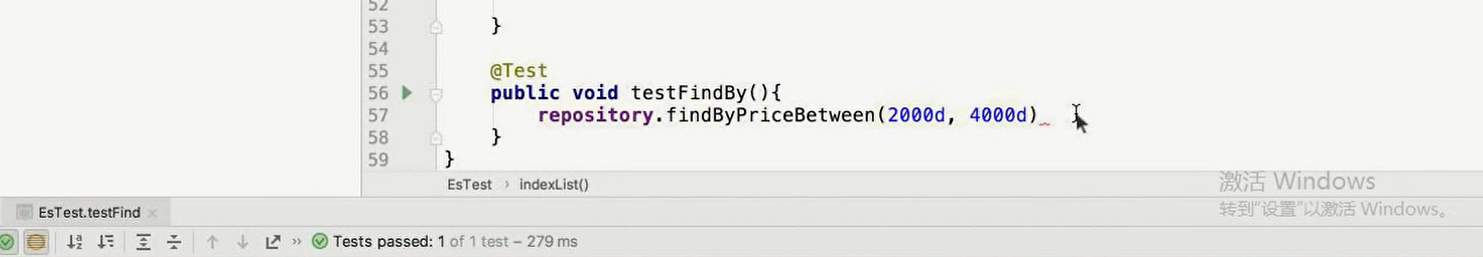 52
53 }
54
55 @Test
56 public void testFindBy(){
57 repository.findByPriceBetween(2000d, 4000d)
58 }
59 }
EsTest › indexList()
激活 Windows
转到“设置”以激活 Windows。
EsTest.testFind ×
» Tests passed: 1 of 1 test – 279 ms